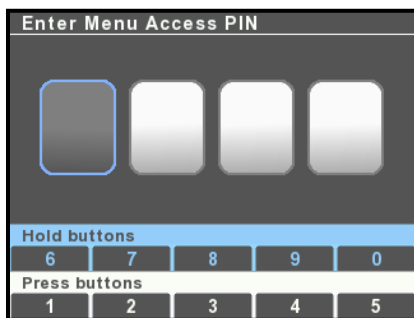 Enter Menu Access PIN
Hold buttons
6 7 8 9 0
Press buttons
1 2 3 4 5